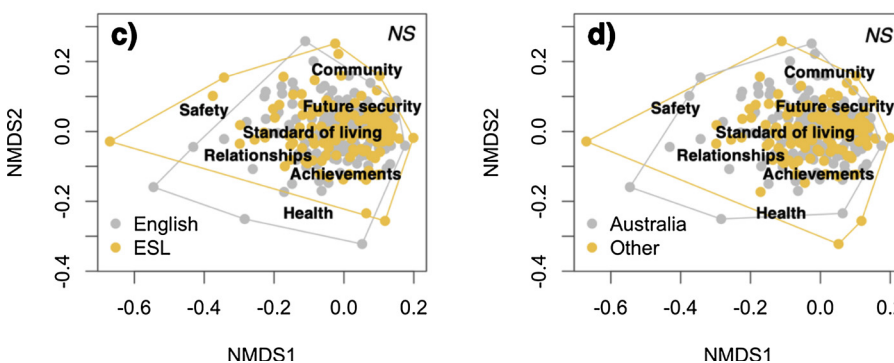 c)
NS
NMDS2
0.2
0.0
-0.2
-0.4
Community
Safety
Future security
Standard of living
Relationships
Achievements
Health
English
ESL
-0.6
-0.4
-0.2
0.0
0.2
NMDS1
d)
NS
NMDS2
0.2
0.0
-0.2
-0.4
Community
Safety
Future security
Standard of living
Relationships
Achievements
Health
Australia
Other
-0.6
-0.4
-0.2
0.0
NMDS1